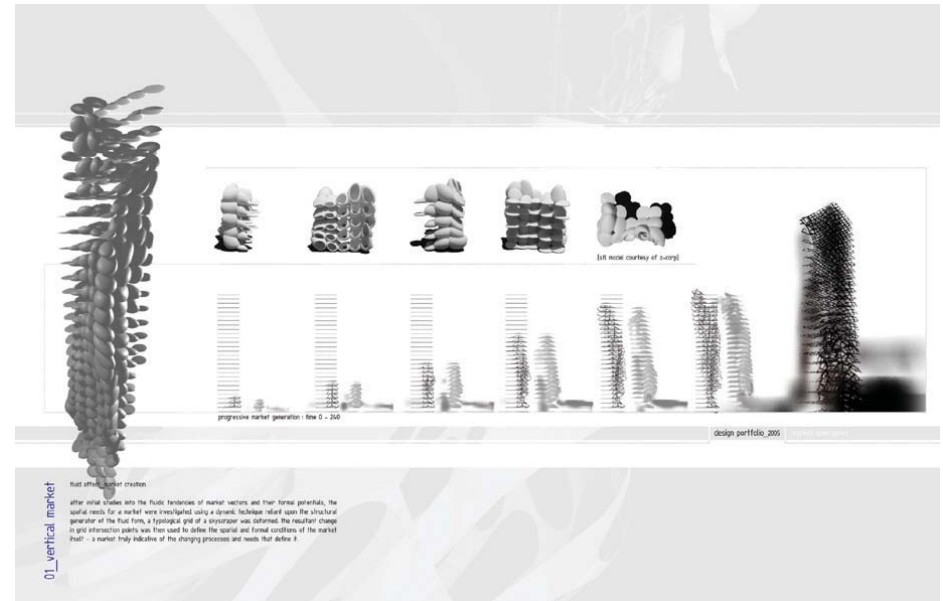 [stl model courtesy of z-corp]
progressive market generation : time 0 - 240
design portfolio_2005
01_vertical market
fluid affect_market creation
after initial studies into the fluidic tendencies of market vectors and their formal potentials, the
spatial needs for a market were investigated. using a dynamic technique reliant upon the structural
generator of the fluid form, a typological grid of a skyscraper was deformed. the resultant change
in grid intersection points was then used to define the spatial and formal conditions of the market
itself - a market truly indicative of the changing processes and needs that define it.